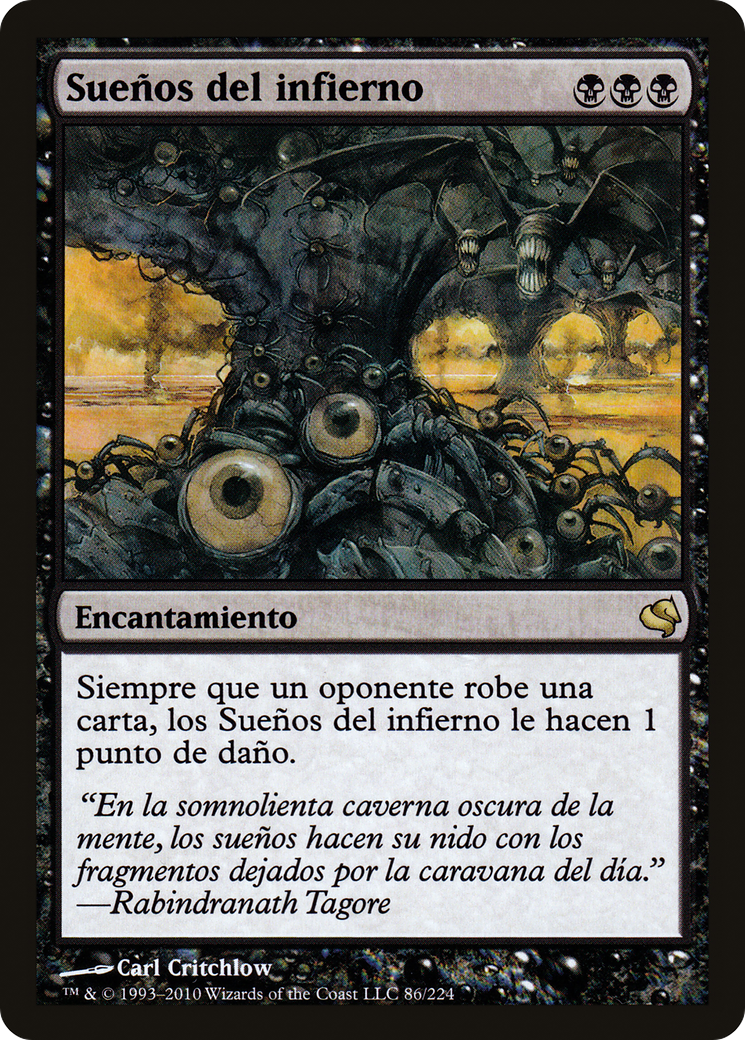 Sueños del infierno
Encantamiento
Siempre que un oponente robe una
carta, los Sueños del infierno le hacen 1
punto de daño.
“En la somnolienta caverna oscura de la
mente, los sueños hacen su nido con los
fragmentos dejados por la caravana del día.”
—Rabindranath Tagore
Carl Critchlow
™ & © 1993–2010 Wizards of the Coast LLC 86/224